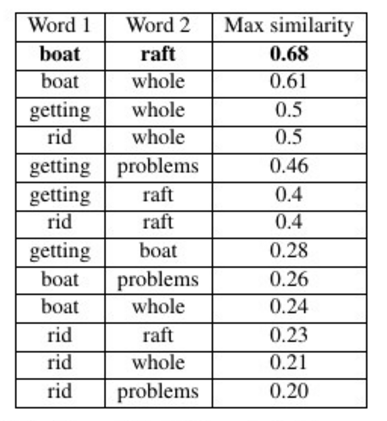 Word 1 Word 2 Max similarity
boat raft 0.68
boat whole 0.61
getting whole 0.5
rid whole 0.5
getting problems 0.46
getting raft 0.4
rid raft 0.4
getting boat 0.28
boat problems 0.26
boat whole 0.24
rid raft 0.23
rid whole 0.21
rid problems 0.20